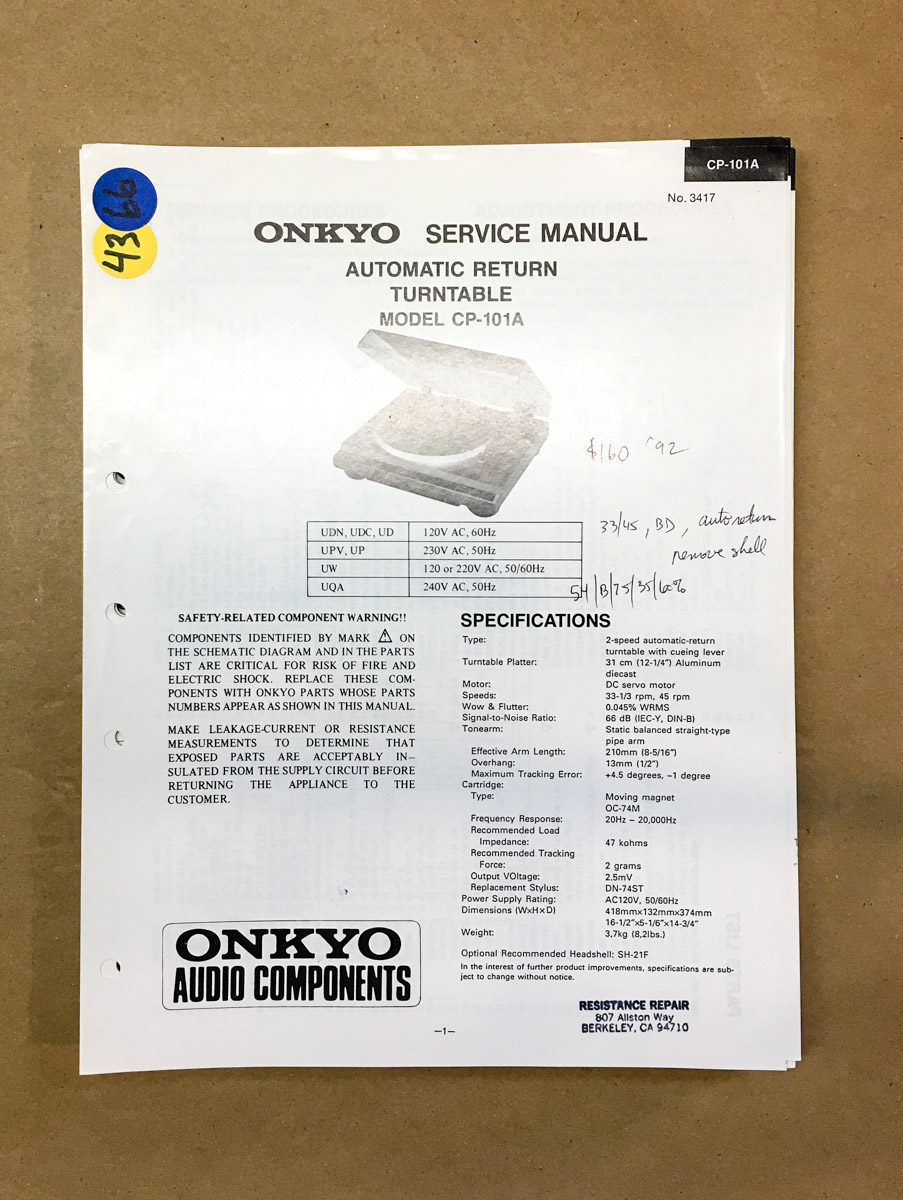 CP-101A
No. 3417
66
43
ONKYO SERVICE MANUAL
AUTOMATIC RETURN
TURNTABLE
MODEL CP-101A
$160 '92
33/45, BD, auto return
remove shell
SH/B/75/35/60%
UDN, UDC, UD 120V AC, 60Hz
UPV, UP 230V AC, 50Hz
UW 120 or 220V AC, 50/60Hz
UQA 240V AC, 50Hz
SAFETY-RELATED COMPONENT WARNING!!
COMPONENTS IDENTIFIED BY MARK ⚠ ON
THE SCHEMATIC DIAGRAM AND IN THE PARTS
LIST ARE CRITICAL FOR RISK OF FIRE AND
ELECTRIC SHOCK. REPLACE THESE COM-
PONENTS WITH ONKYO PARTS WHOSE PARTS
NUMBERS APPEAR AS SHOWN IN THIS MANUAL.
MAKE LEAKAGE-CURRENT OR RESISTANCE
MEASUREMENTS TO DETERMINE THAT
EXPOSED PARTS ARE ACCEPTABLY IN-
SULATED FROM THE SUPPLY CIRCUIT BEFORE
RETURNING THE APPLIANCE TO THE
CUSTOMER.
SPECIFICATIONS
Type: 2-speed automatic-return
turntable with cueing lever
Turntable Platter: 31 cm (12-1/4") Aluminum
diecast
Motor: DC servo motor
Speeds: 33-1/3 rpm, 45 rpm
Wow & Flutter: 0.045% WRMS
Signal-to-Noise Ratio: 66 dB (IEC-Y, DIN-B)
Tonearm: Static balanced straight-type
pipe arm
Effective Arm Length: 210mm (8-5/16")
Overhang: 13mm (1/2")
Maximum Tracking Error: +4.5 degrees, −1 degree
Cartridge:
Type: Moving magnet
OC-74M
Frequency Response: 20Hz − 20,000Hz
Recommended Load
Impedance: 47 kohms
Recommended Tracking
Force: 2 grams
Output VOltage: 2.5mV
Replacement Stylus: DN-74ST
Power Supply Rating: AC120V, 50/60Hz
Dimensions (W×H×D) 418mm×132mm×374mm
16-1/2"×5-1/6"×14-3/4"
Weight: 3,7kg (8,2lbs.)
Optional Recommended Headshell: SH-21F
In the interest of further product improvements, specifications are sub-
ject to change without notice.
ONKYO
AUDIO COMPONENTS
RESISTANCE REPAIR
807 Allston Way
BERKELEY, CA 94710
—1—